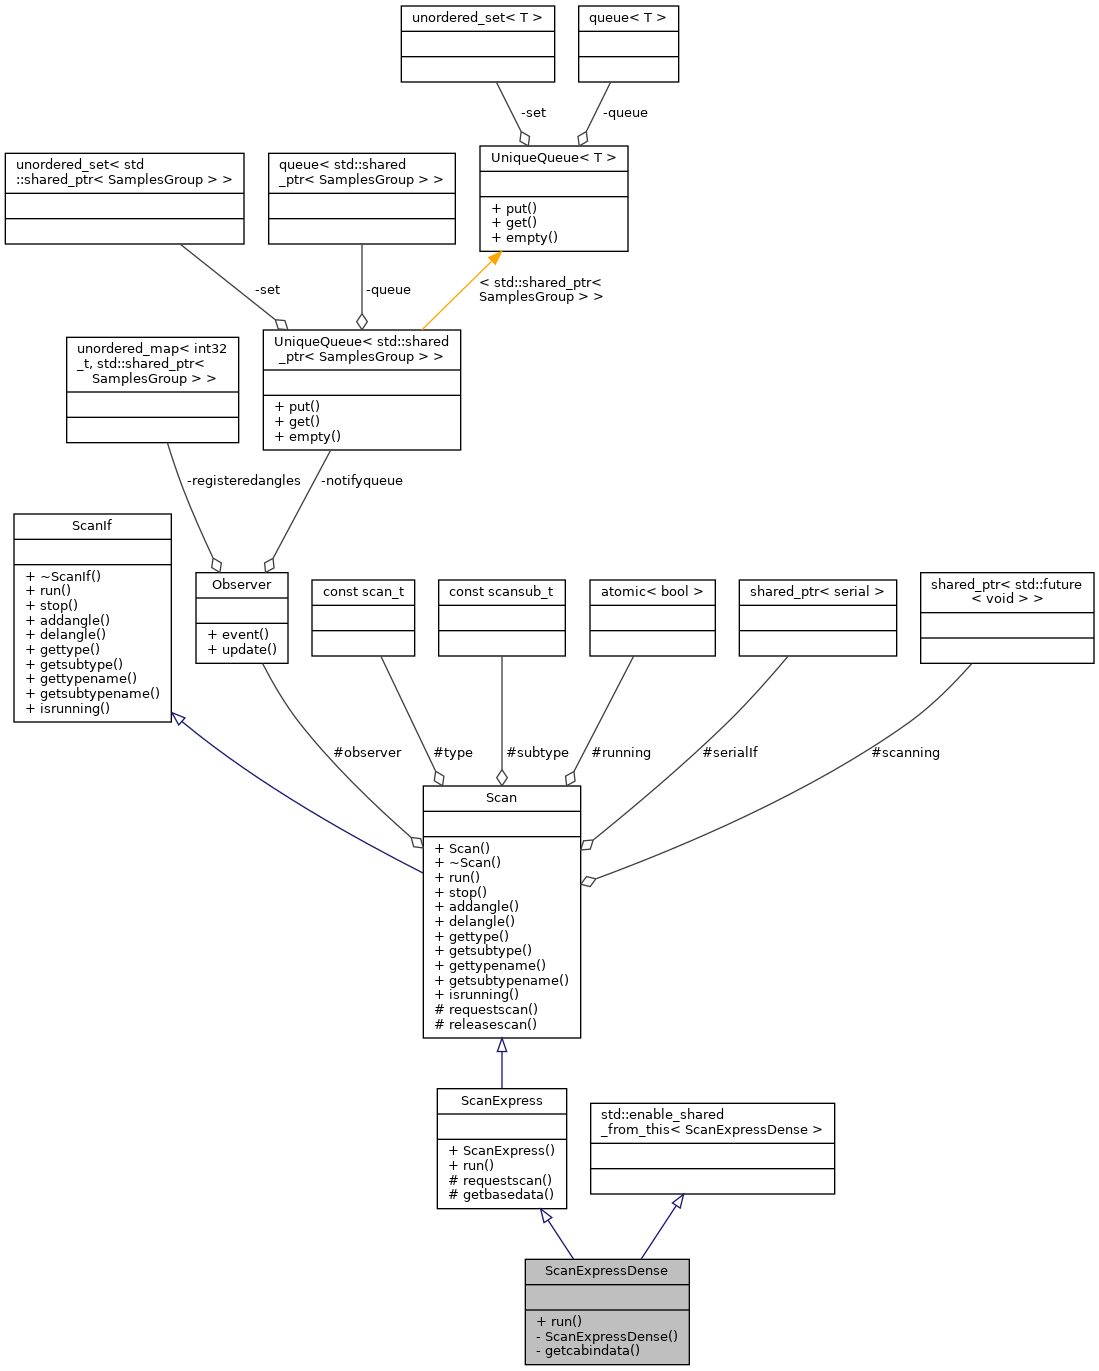 unordered_set< T >
queue< T >
-set
-queue
UniqueQueue< T >
+ put()
+ get()
+ empty()
unordered_set< std
::shared_ptr< SamplesGroup > >
queue< std::shared
_ptr< SamplesGroup > >
-set
-queue
< std::shared_ptr<
SamplesGroup > >
unordered_map< int32
_t, std::shared_ptr<
SamplesGroup > >
UniqueQueue< std::shared
_ptr< SamplesGroup > >
+ put()
+ get()
+ empty()
-registeredangles
-notifyqueue
ScanIf
+ ~ScanIf()
+ run()
+ stop()
+ addangle()
+ delangle()
+ gettype()
+ getsubtype()
+ gettypename()
+ getsubtypename()
+ isrunning()
Observer
+ event()
+ update()
const scan_t
const scansub_t
atomic< bool >
shared_ptr< serial >
shared_ptr< std::future
< void > >
#observer
#type
#subtype
#running
#serialIf
#scanning
Scan
+ Scan()
+ ~Scan()
+ run()
+ stop()
+ addangle()
+ delangle()
+ gettype()
+ getsubtype()
+ gettypename()
+ getsubtypename()
+ isrunning()
# requestscan()
# releasescan()
ScanExpress
+ ScanExpress()
+ run()
# requestscan()
# getbasedata()
std::enable_shared
_from_this< ScanExpressDense >
ScanExpressDense
+ run()
- ScanExpressDense()
- getcabindata()